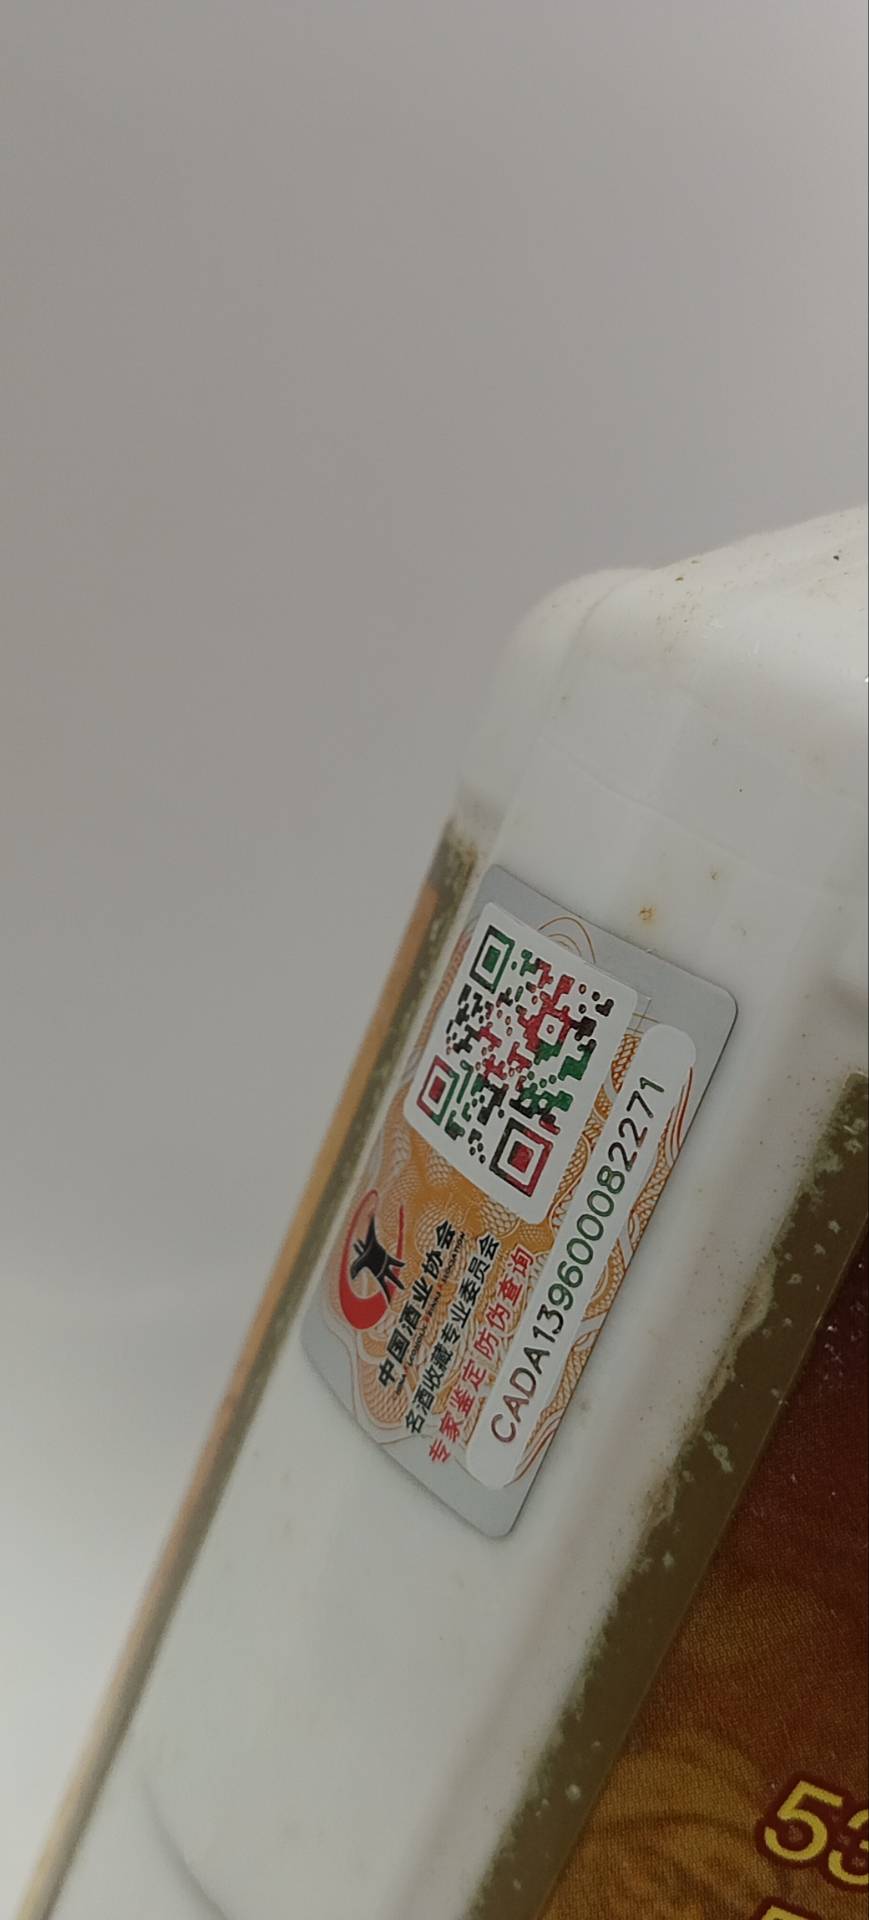 中国酒业协会
名酒收藏专业委员会
专家鉴定 防伪查询
CADA1396000082271
53